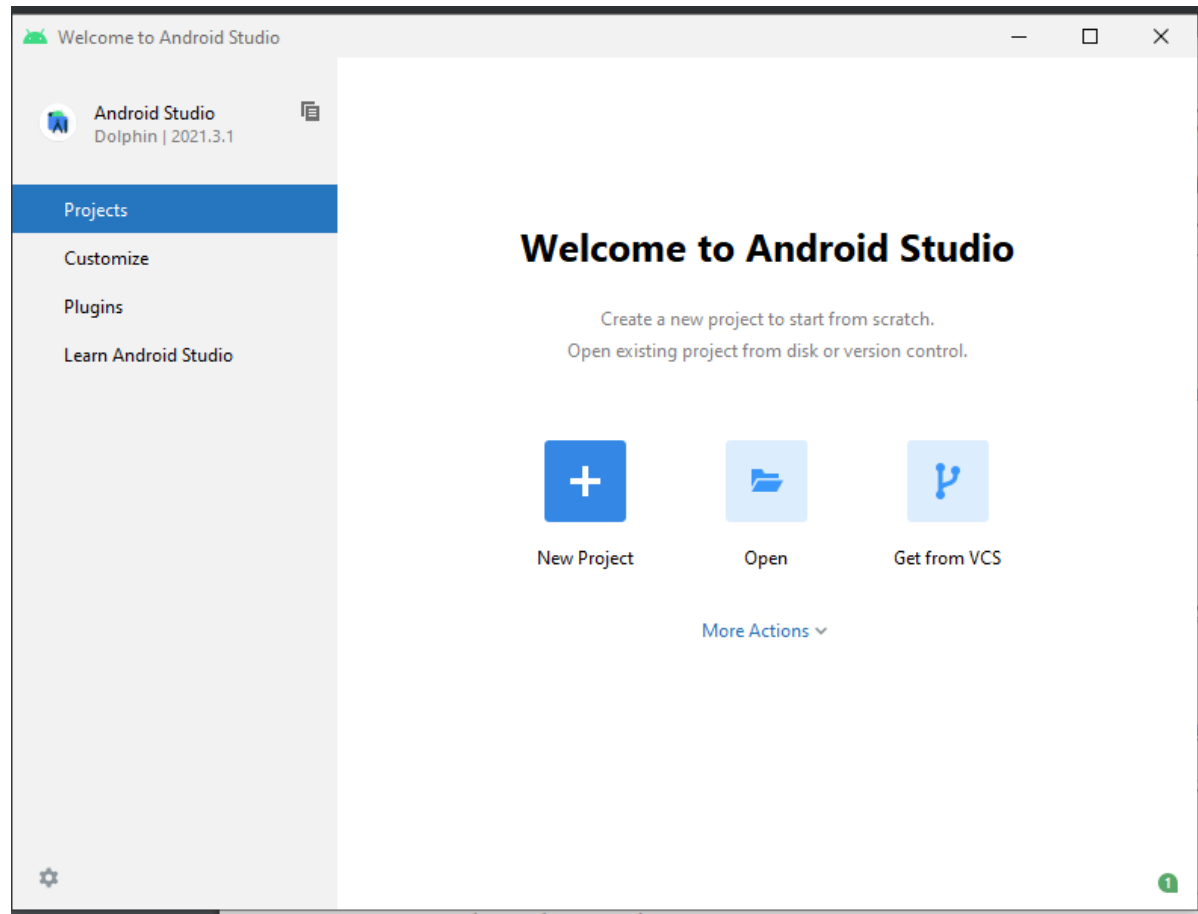 Welcome to Android Studio
Android Studio
Dolphin | 2021.3.1
Projects
Customize
Plugins
Learn Android Studio
Welcome to Android Studio
Create a new project to start from scratch.
Open existing project from disk or version control.
New Project
Open
Get from VCS
More Actions
1